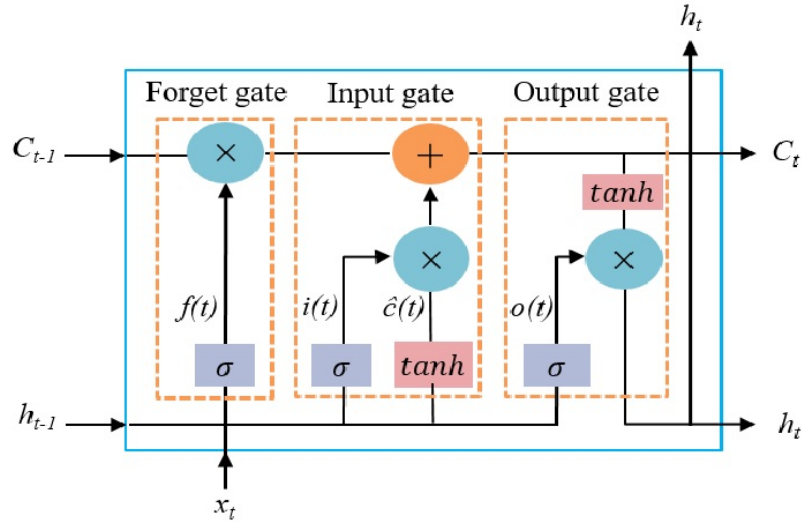 h_t
Forget gate Input gate Output gate
C_{t-1} × + C_t
tanh
× ×
f(t) i(t) ĉ(t) o(t)
σ σ tanh σ
h_{t-1} h_t
x_t